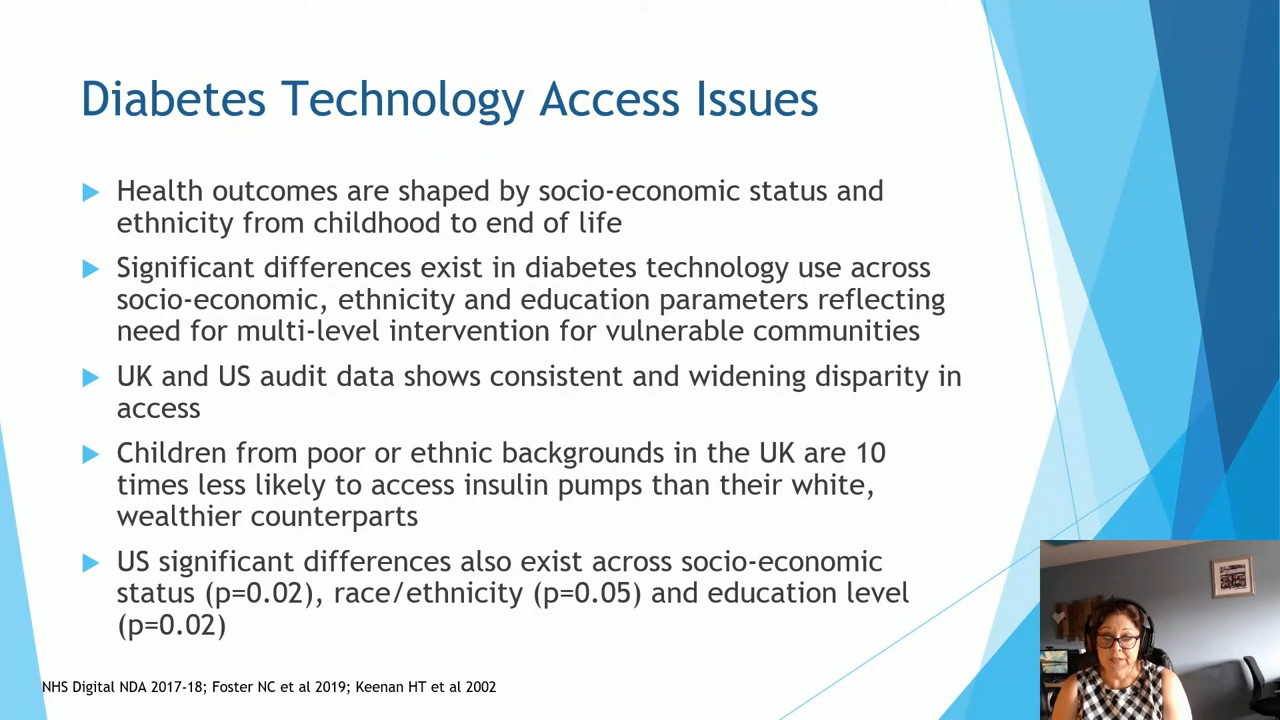 Diabetes Technology Access Issues
Health outcomes are shaped by socio-economic status and
ethnicity from childhood to end of life
Significant differences exist in diabetes technology use across
socio-economic, ethnicity and education parameters reflecting
need for multi-level intervention for vulnerable communities
UK and US audit data shows consistent and widening disparity in
access
Children from poor or ethnic backgrounds in the UK are 10
times less likely to access insulin pumps than their white,
wealthier counterparts
US significant differences also exist across socio-economic
status (p=0.02), race/ethnicity (p=0.05) and education level
(p=0.02)
NHS Digital NDA 2017-18; Foster NC et al 2019; Keenan HT et al 2002